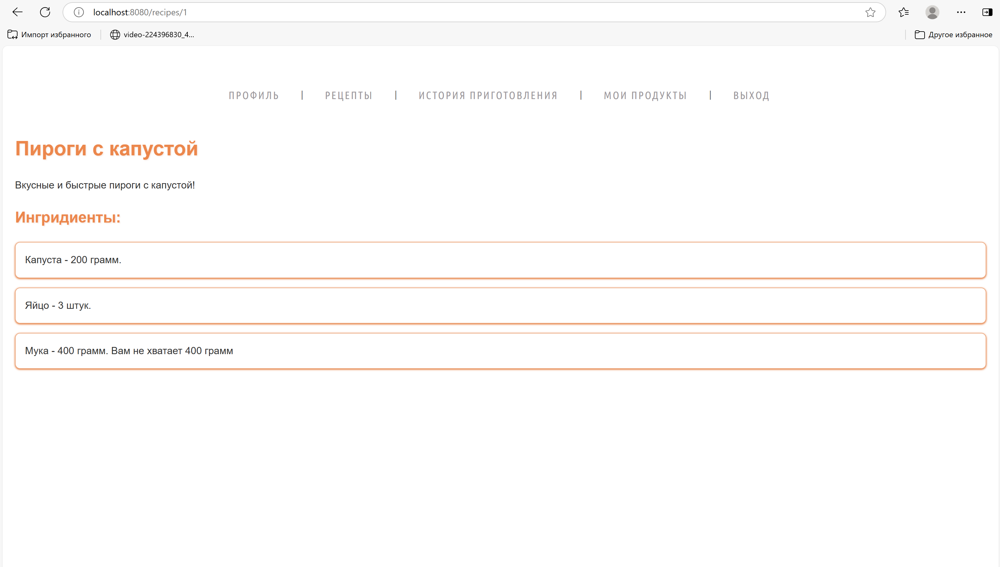 localhost:8080/recipes/1
Импорт избранного
video-224396830_4...
Другое избранное
ПРОФИЛЬ | РЕЦЕПТЫ | ИСТОРИЯ ПРИГОТОВЛЕНИЯ | МОИ ПРОДУКТЫ | ВЫХОД
Пироги с капустой
Вкусные и быстрые пироги с капустой!
Ингридиенты:
Капуста - 200 грамм.
Яйцо - 3 штук.
Мука - 400 грамм. Вам не хватает 400 грамм